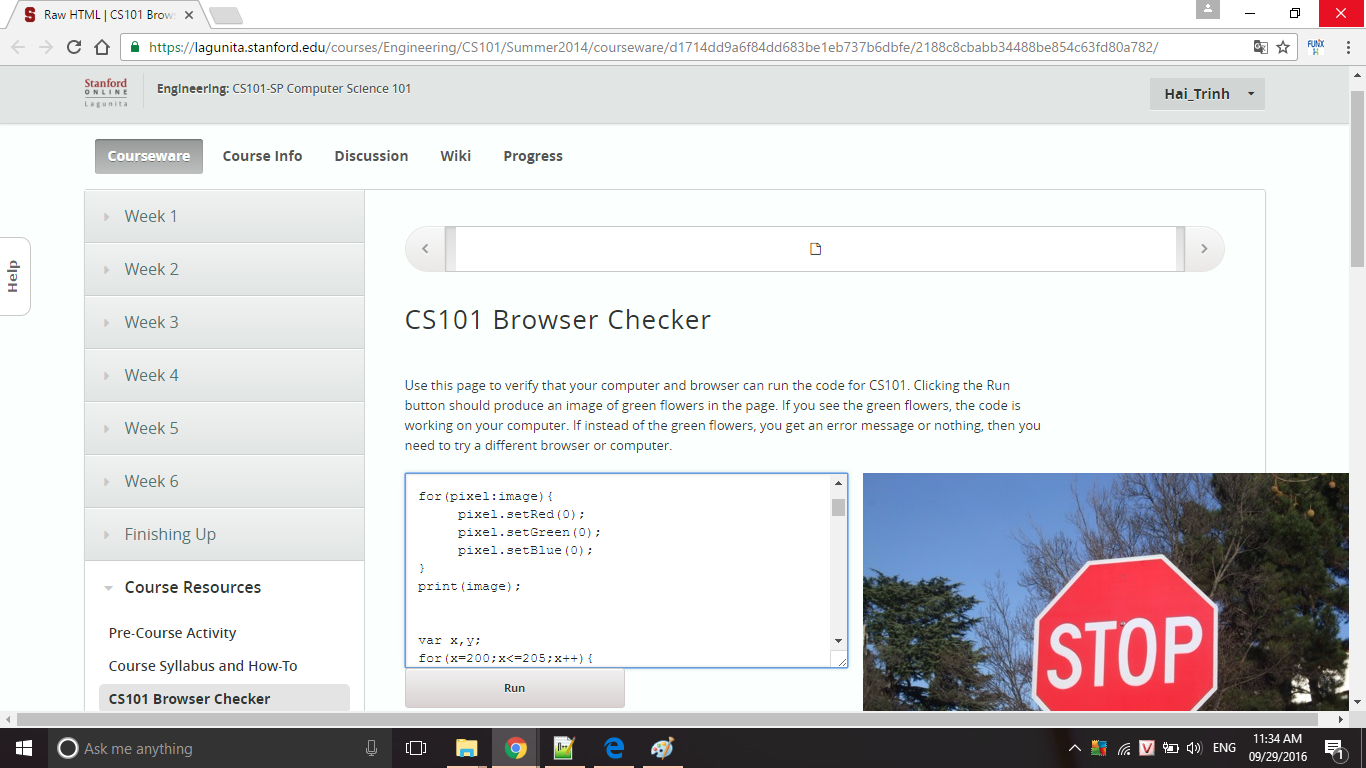 Raw HTML | CS101 Brow
https://lagunita.stanford.edu/courses/Engineering/CS101/Summer2014/courseware/d1714dd9a6f84dd683be1eb737b6dbfe/2188c8cbabb34488be854c63fd80a782/
FUNX
Stanford
ONLINE
Lagunita
Engineering: CS101-SP Computer Science 101
Hai_Trinh
Courseware
Course Info
Discussion
Wiki
Progress
Help
Week 1
Week 2
Week 3
Week 4
Week 5
Week 6
Finishing Up
Course Resources
Pre-Course Activity
Course Syllabus and How-To
CS101 Browser Checker
CS101 Browser Checker
Use this page to verify that your computer and browser can run the code for CS101. Clicking the Run
button should produce an image of green flowers in the page. If you see the green flowers, the code is
working on your computer. If instead of the green flowers, you get an error message or nothing, then you
need to try a different browser or computer.
for(pixel:image){
pixel.setRed(0);
pixel.setGreen(0);
pixel.setBlue(0);
}
print(image);
var x,y;
for(x=200;x<=205;x++){
Run
STOP
Ask me anything
ENG
11:34 AM
09/29/2016
1